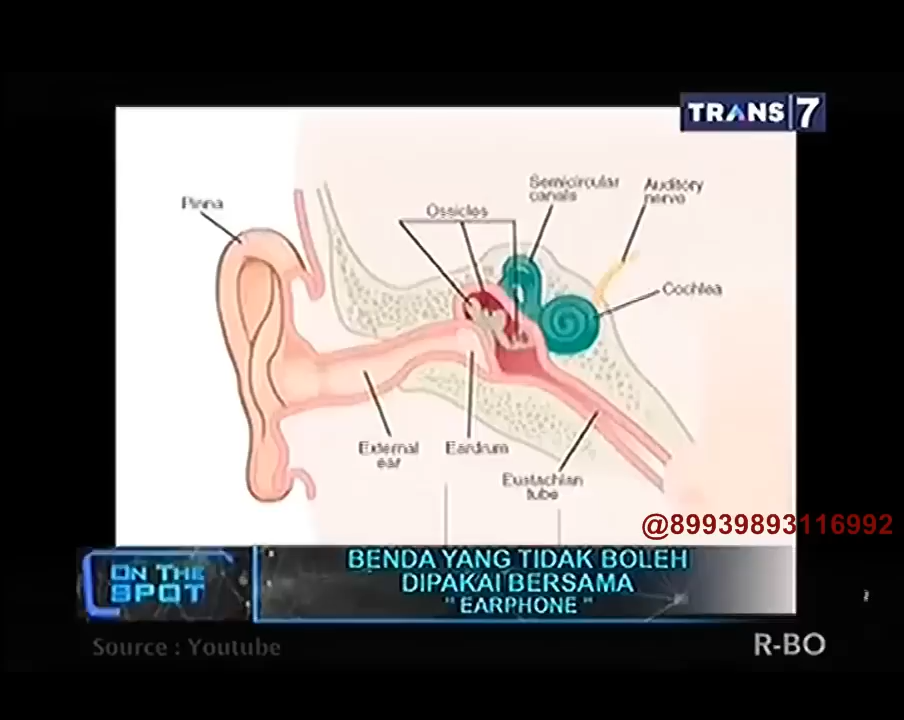 TRANS|7
Semicircular
canals
Auditory
nerve
Pinna
Ossicles
Cochlea
External
ear
Eardrum
Eustachian
tube
@89939893116992
ON THE
SPOT
BENDA YANG TIDAK BOLEH
DIPAKAI BERSAMA
" EARPHONE "
Source : Youtube
R-BO